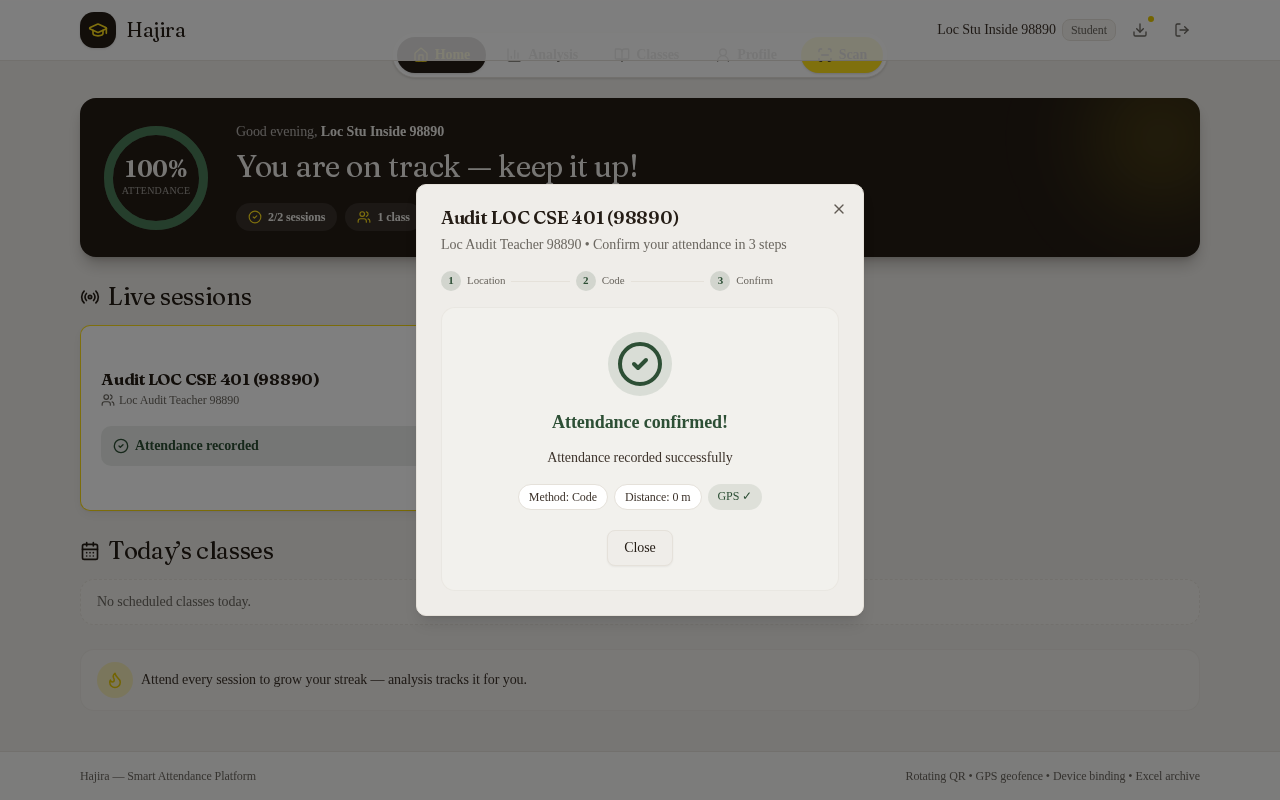 Hajira
Loc Stu Inside 98890
Student
Home
Analysis
Classes
Profile
Scan
100%
ATTENDANCE
Good evening, Loc Stu Inside 98890
You are on track — keep it up!
2/2 sessions
1 class
Live sessions
Audit LOC CSE 401 (98890)
Loc Audit Teacher 98890
Attendance recorded
Audit LOC CSE 401 (98890)
Loc Audit Teacher 98890 • Confirm your attendance in 3 steps
1 Location
2 Code
3 Confirm
Attendance confirmed!
Attendance recorded successfully
Method: Code
Distance: 0 m
GPS ✓
Close
Today's classes
No scheduled classes today.
Attend every session to grow your streak — analysis tracks it for you.
Hajira — Smart Attendance Platform
Rotating QR • GPS geofence • Device binding • Excel archive